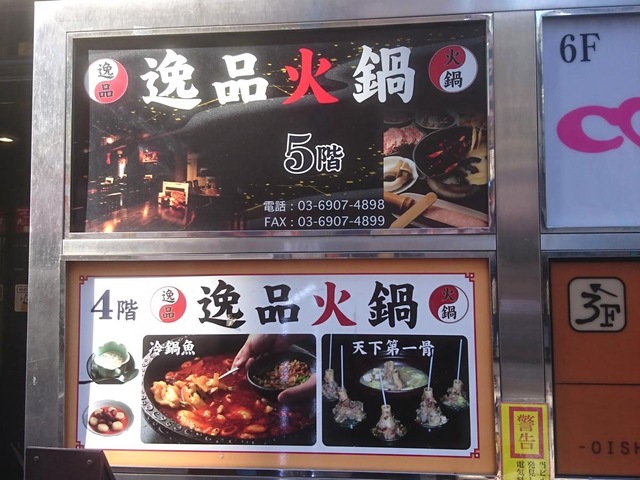 逸品
逸品火鍋
火鍋
5階
電話：03-6907-4898
FAX：03-6907-4899
4階
逸品
逸品火鍋
火鍋
冷鍋魚
天下第一骨
6F
3F
-OISH
警告